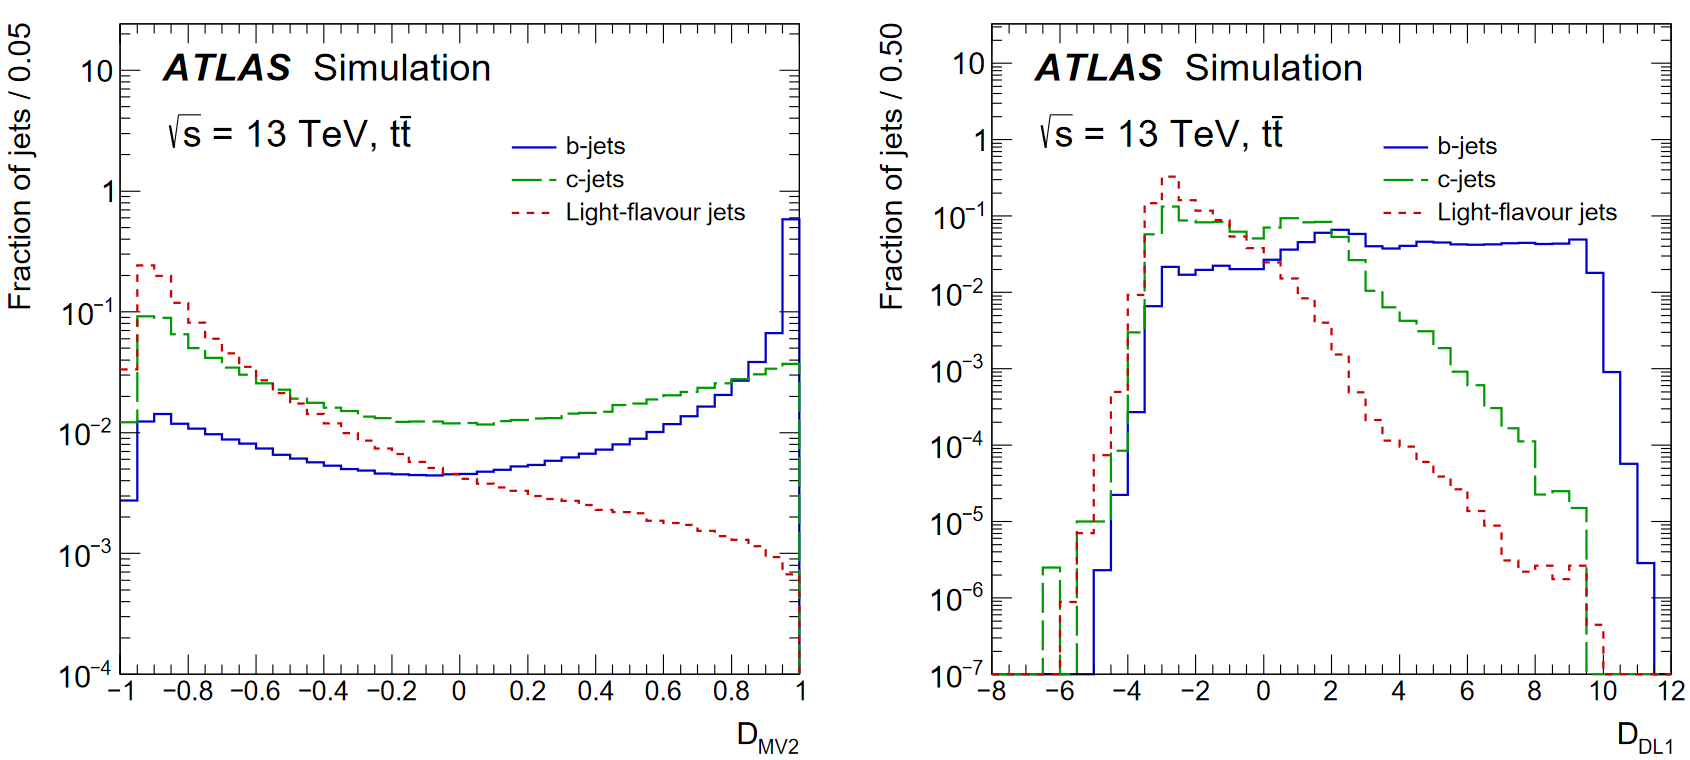 Fraction of jets / 0.05
ATLAS Simulation
√s = 13 TeV, tt̄
b-jets
c-jets
Light-flavour jets
10
1
10⁻¹
10⁻²
10⁻³
10⁻⁴
−1 −0.8 −0.6 −0.4 −0.2 0 0.2 0.4 0.6 0.8 1
D_MV2
Fraction of jets / 0.50
ATLAS Simulation
√s = 13 TeV, tt̄
b-jets
c-jets
Light-flavour jets
10
1
10⁻¹
10⁻²
10⁻³
10⁻⁴
10⁻⁵
10⁻⁶
10⁻⁷
−8 −6 −4 −2 0 2 4 6 8 10 12
D_DL1